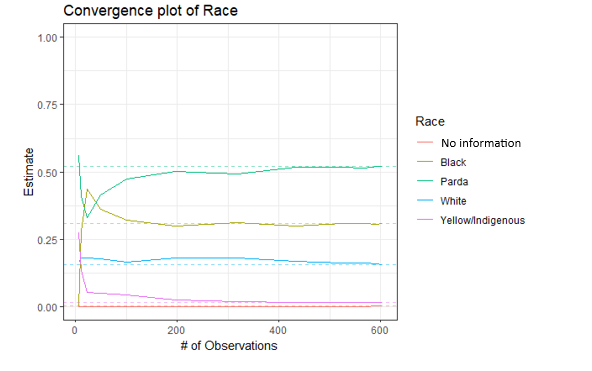 Convergence plot of Race
1.00
0.75
0.50
0.25
0.00
Estimate
0
200
400
600
# of Observations
Race
No information
Black
Parda
White
Yellow/Indigenous